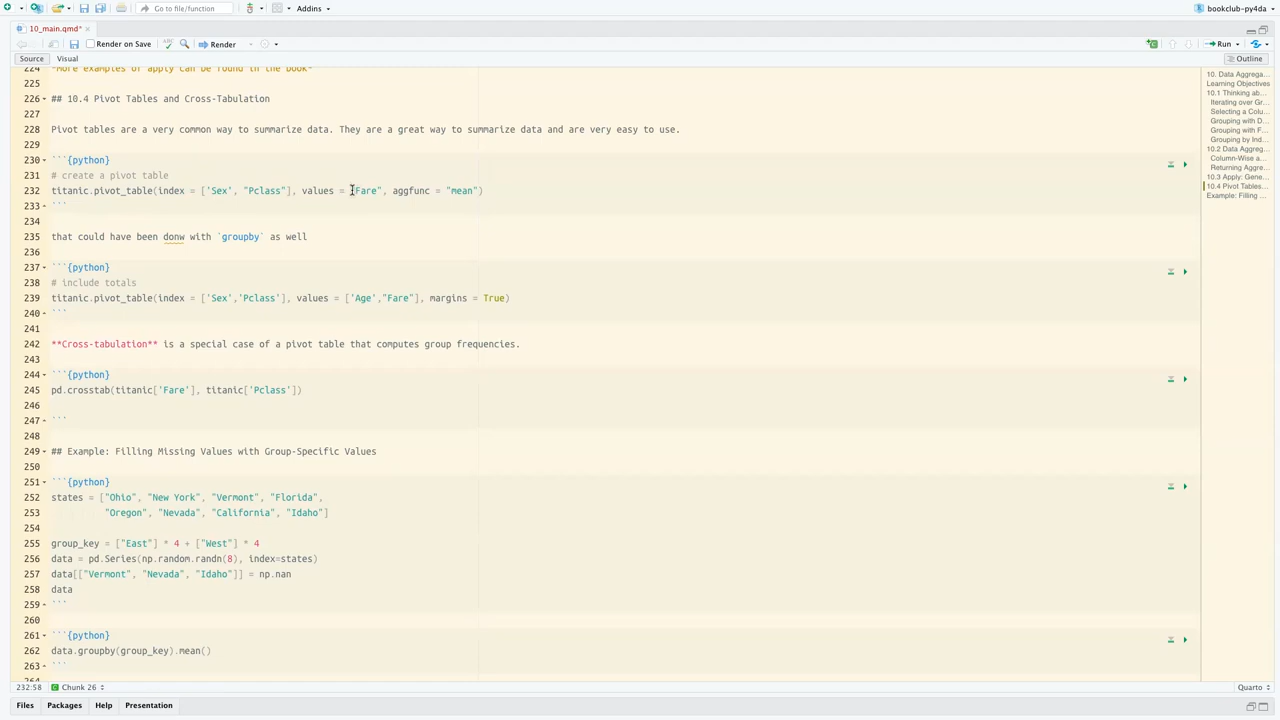 Go to file/function
Addins
bookclub-py4da
10_main.qmd*
Render on Save
Render
Run
Source
Visual
Outline
224 *More examples of apply can be found in the book*
225
226 ## 10.4 Pivot Tables and Cross-Tabulation
227
228 Pivot tables are a very common way to summarize data. They are a great way to summarize data and are very easy to use.
229
230 ```{python}
231 # create a pivot table
232 titanic.pivot_table(index = ['Sex', "Pclass"], values = "Fare", aggfunc = "mean")
233 ```
234
235 that could have been donw with `groupby` as well
236
237 ```{python}
238 # include totals
239 titanic.pivot_table(index = ['Sex','Pclass'], values = ['Age',"Fare"], margins = True)
240 ```
241
242 **Cross-tabulation** is a special case of a pivot table that computes group frequencies.
243
244 ```{python}
245 pd.crosstab(titanic['Fare'], titanic['Pclass'])
246
247 ```
248
249 ## Example: Filling Missing Values with Group-Specific Values
250
251 ```{python}
252 states = ["Ohio", "New York", "Vermont", "Florida",
253 "Oregon", "Nevada", "California", "Idaho"]
254
255 group_key = ["East"] * 4 + ["West"] * 4
256 data = pd.Series(np.random.randn(8), index=states)
257 data[["Vermont", "Nevada", "Idaho"]] = np.nan
258 data
259 ```
260
261 ```{python}
262 data.groupby(group_key).mean()
263 ```
10. Data Aggrega...
Learning Objectives
10.1 Thinking ab...
Iterating over Gr...
Selecting a Colu...
Grouping with D...
Grouping with F...
Grouping by Ind...
10.2 Data Aggreg...
Column-Wise a...
Returning Aggre...
10.3 Apply: Gene...
10.4 Pivot Tables...
Example: Filling ...
232:58
Chunk 26
Quarto
Files
Packages
Help
Presentation